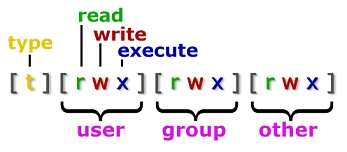 read
write
type execute
[ t ] [ r w x ] [ r w x ] [ r w x ]
user group other